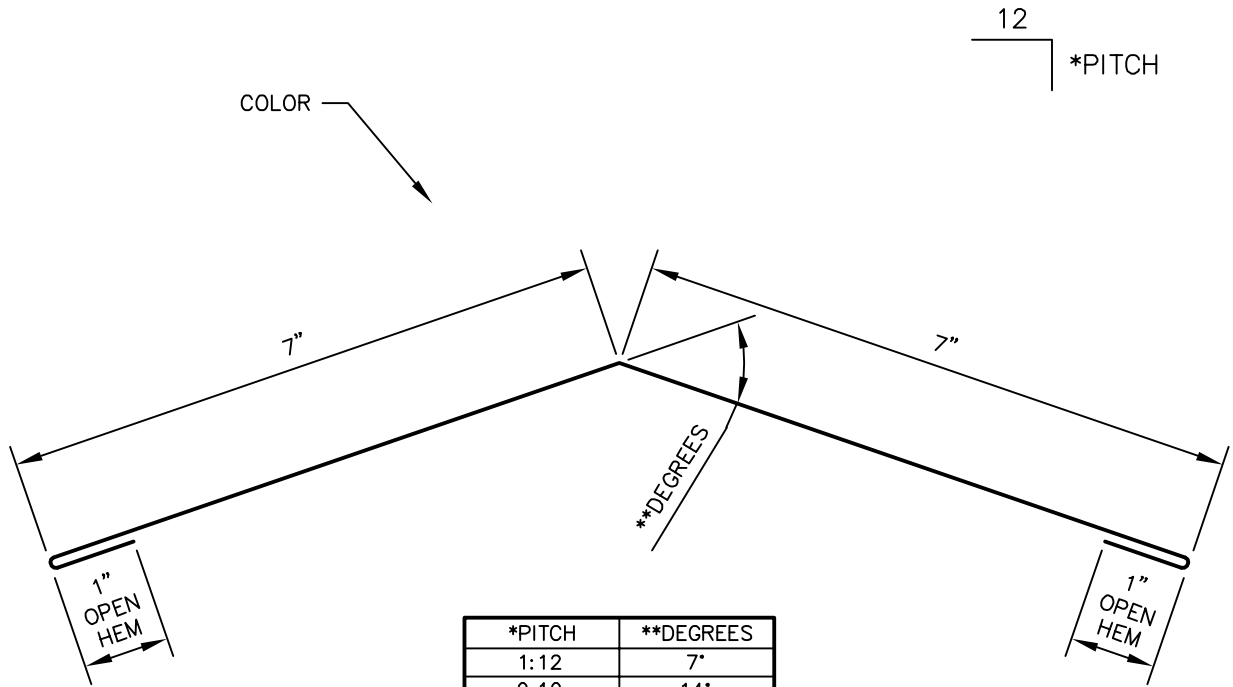 12
*PITCH
COLOR
7"
7"
**DEGREES
1"
OPEN
HEM
1"
OPEN
HEM
*PITCH **DEGREES
1:12 7°